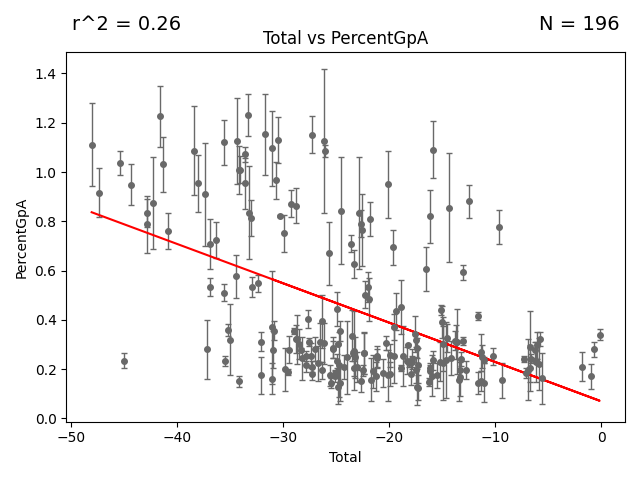 r^2 = 0.26 N = 196
Total vs PercentGpA
1.4
1.2
1.0
0.8
0.6
0.4
0.2
0.0
PercentGpA
−50 −40 −30 −20 −10 0
Total